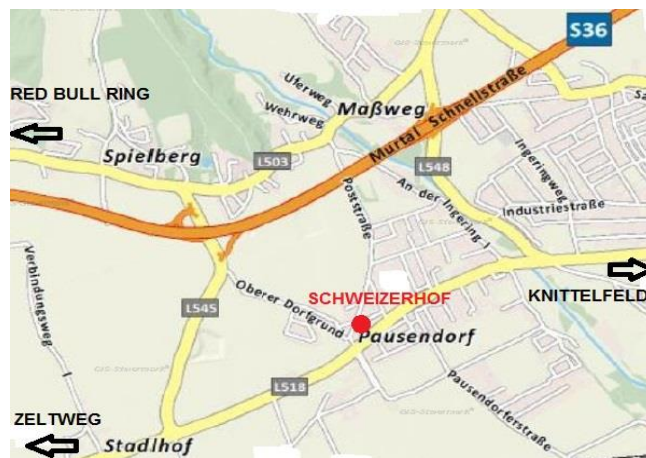 S36
RED BULL RING
Uferweg
Wehrweg
Maßweg
Murtal Schnellstraße
Spielberg
L503
L548
Ingeringweg
Poststraße
An der Ingering I
Industriestraße
Verbindungsweg I
L545
Oberer Dorfgrund
SCHWEIZERHOF
KNITTELFELD
Pausendorf
L518
Pausendorferstraße
ZELTWEG
Stadlhof